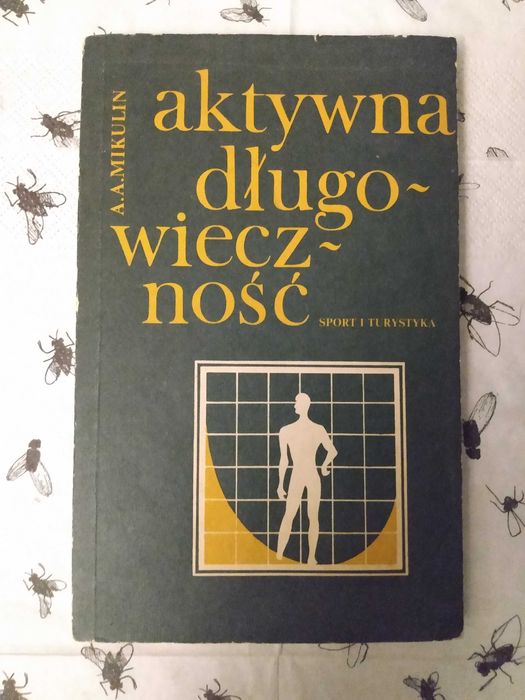 A.A.MIKULIN
aktywna
długo-
wiecz-
ność
SPORT I TURYSTYKA